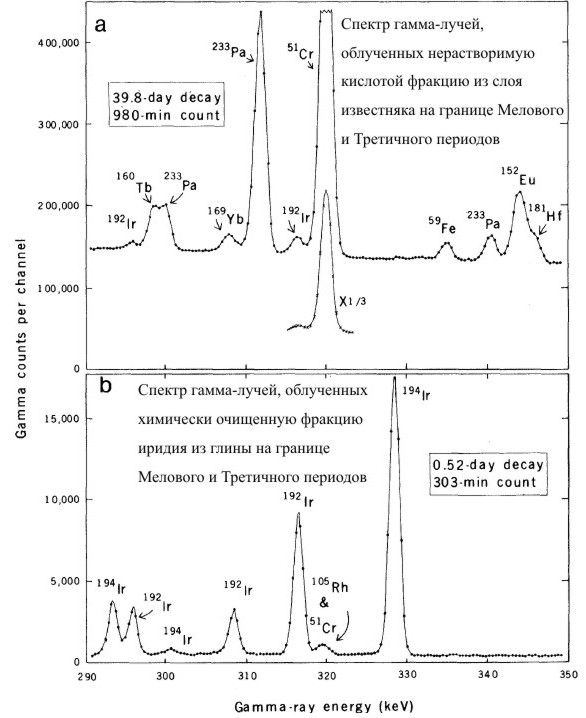 a
Спектр гамма-лучей,
облученных нерастворимую
кислотой фракцию из слоя
известняка на границе Мелового
и Третичного периодов
400,000
300,000
200,000
100,000
0
39.8-day decay
980-min count
192Ir
160Tb
233Pa
169Yb
233Pa
192Ir
51Cr
X1/3
59Fe
233Pa
152Eu
181Hf
Gamma counts per channel
b
Спектр гамма-лучей, облученных
химически очищенную фракцию
иридия из глины на границе
Мелового и Третичного периодов
15,000
10,000
5,000
0
0.52-day decay
303-min count
194Ir
192Ir
194Ir
192Ir
192Ir
105Rh
&
51Cr
194Ir
290 300 310 320 330 340 350
Gamma-ray energy (keV)